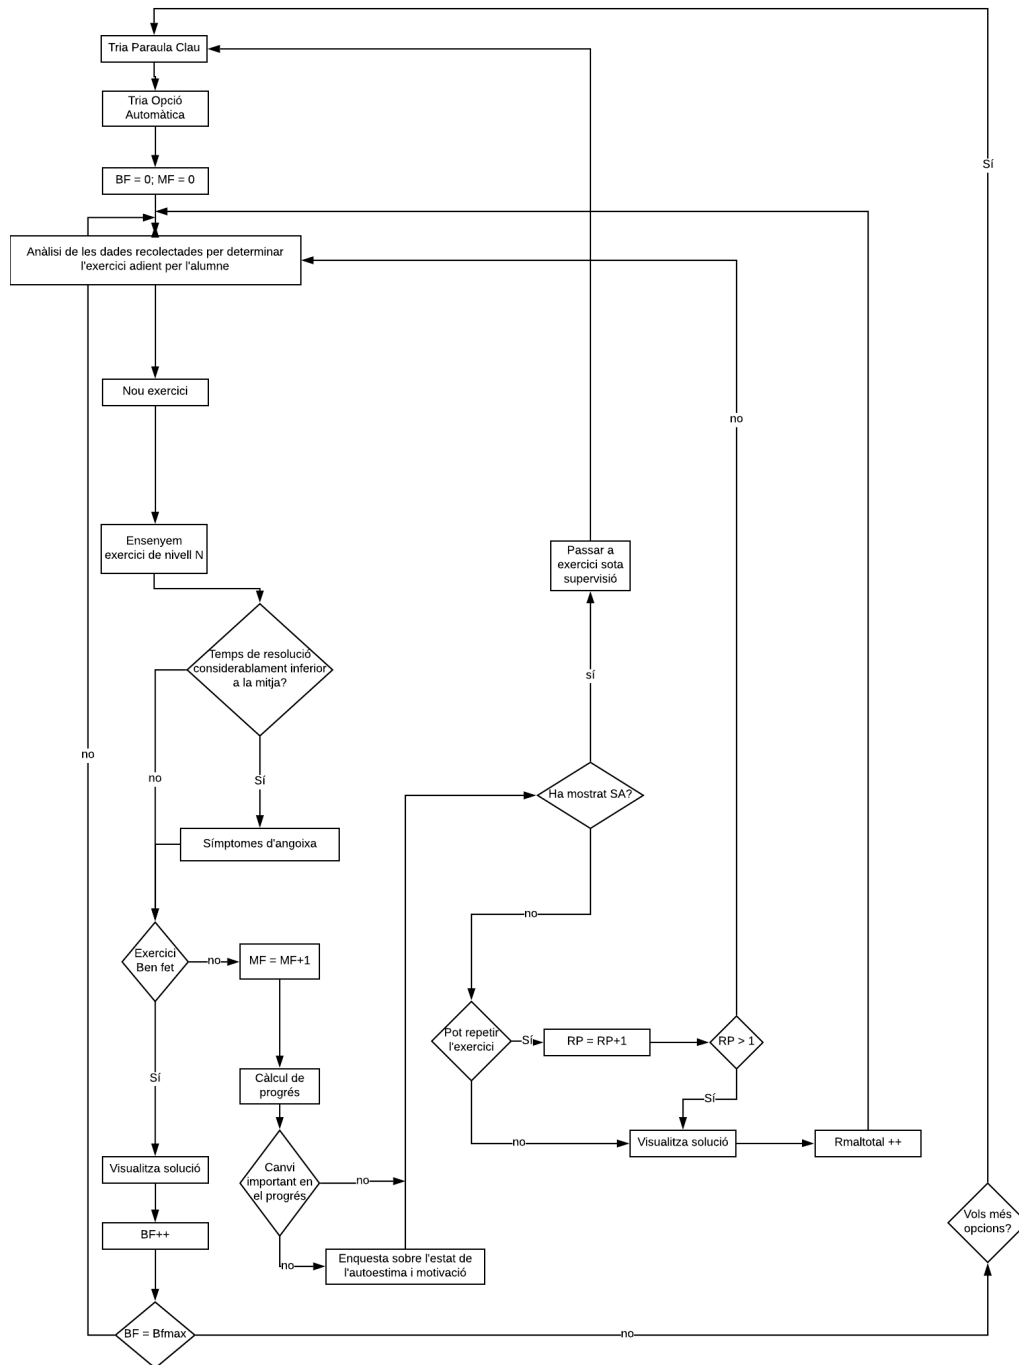 Tria Paraula Clau
Tria Opció
Automàtica
Sí
BF = 0; MF = 0
Anàlisi de les dades recolectades per determinar
l'exercici adient per l'alumne
Nou exercici
no
Ensenyem
exercici de nivell N
Passar a
exercici sota
supervisió
Temps de resolució
considerablament inferior
a la mitja?
sí
no
no
Sí
Ha mostrat SA?
Símptomes d'angoixa
no
Exercici
Ben fet
no
MF = MF+1
Pot repetir
l'exercici
Sí
RP = RP+1
RP > 1
Sí
Càlcul de
progrés
Sí
no
Visualitza solució
Rmaltotal ++
Visualitza solució
Canvi
important en
el progrés
no
BF++
Vols més
opcions?
no
Enquesta sobre l'estat de
l'autoestima i motivació
BF = Bfmax
no